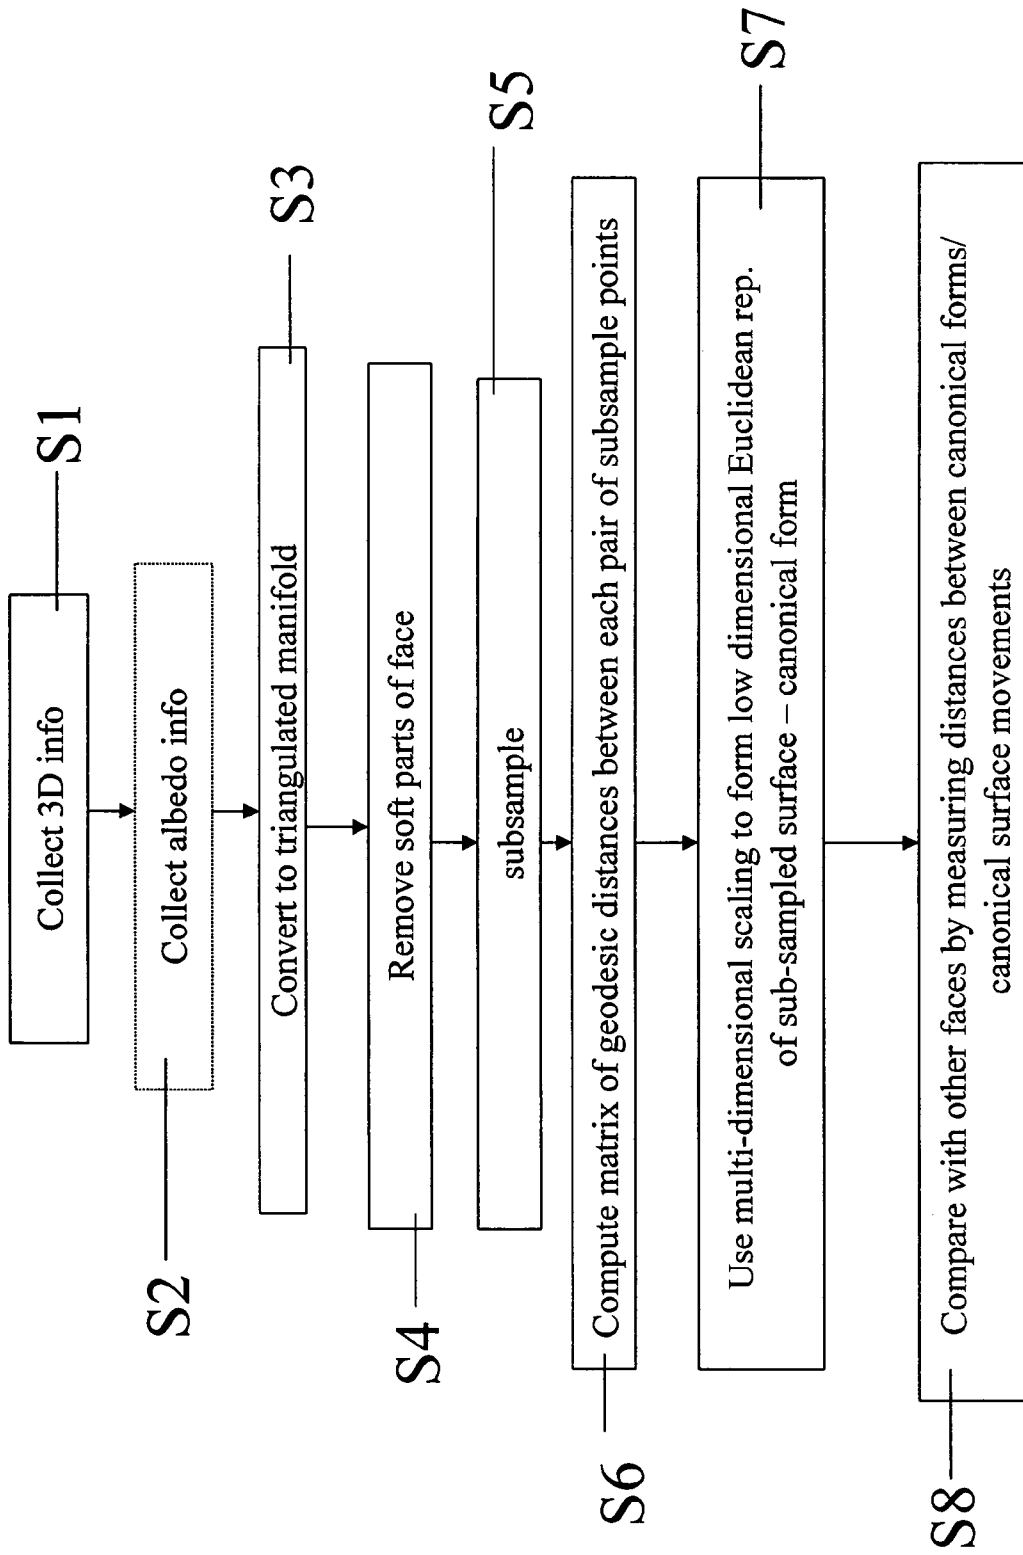 Collect 3D info
S1
Collect albedo info
S2
Convert to triangulated manifold
S3
Remove soft parts of face
S4
subsample
S5
Compute matrix of geodesic distances between each pair of subsample points
S6
Use multi-dimensional scaling to form low dimensional Euclidean rep.
of sub-sampled surface – canonical form
S7
Compare with other faces by measuring distances between canonical forms/
canonical surface movements
S8